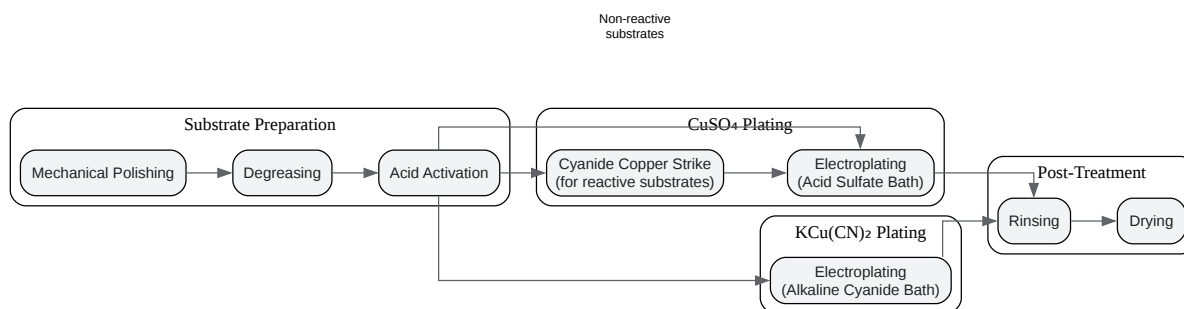 Non-reactive
substrates
Substrate Preparation
Mechanical Polishing
Degreasing
Acid Activation
CuSO₄ Plating
Cyanide Copper Strike
(for reactive substrates)
Electroplating
(Acid Sulfate Bath)
KCu(CN)₂ Plating
Electroplating
(Alkaline Cyanide Bath)
Post-Treatment
Rinsing
Drying